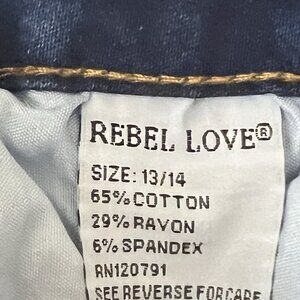 REBEL LOVE®
SIZE: 13/14
65% COTTON
29% RAYON
6% SPANDEX
RN120791
SEE REVERSE FOR CARE